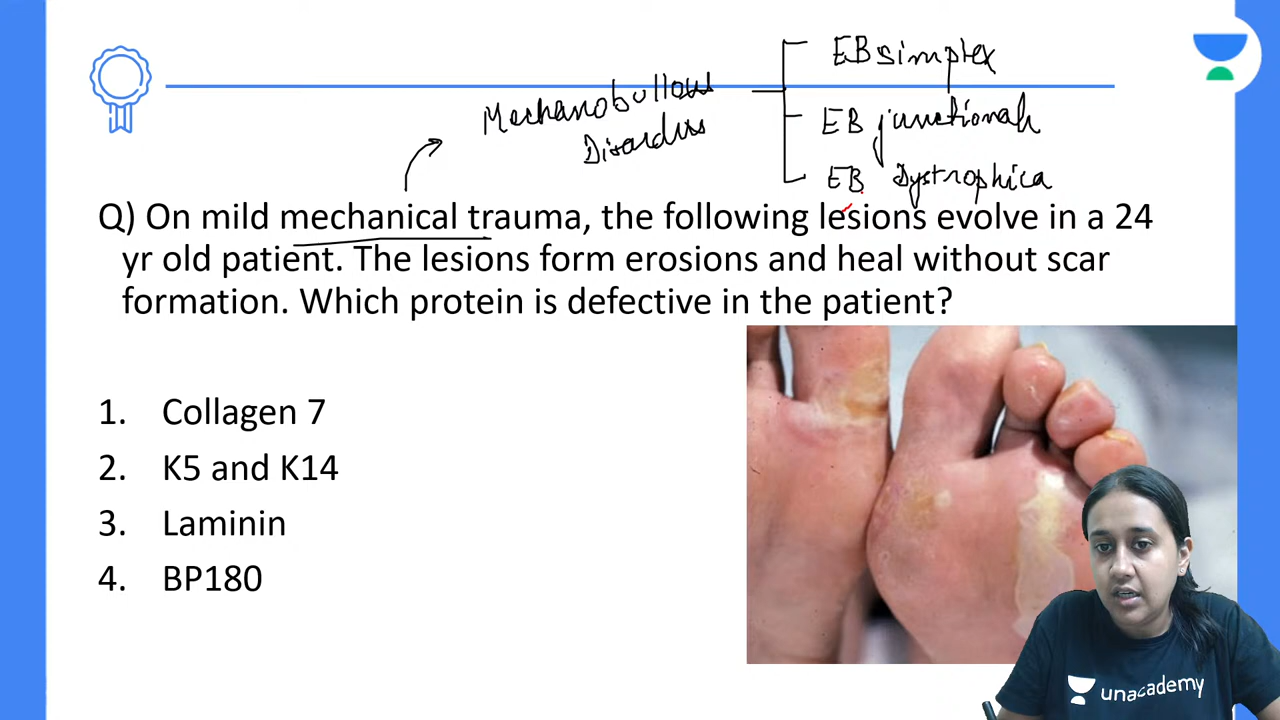 EB simplex
Mechanobullous
EB junctional
Disorders
EB Dystrophica
Q) On mild mechanical trauma, the following lesions evolve in a 24
yr old patient. The lesions form erosions and heal without scar
formation. Which protein is defective in the patient?
1. Collagen 7
2. K5 and K14
3. Laminin
4. BP180
unacademy